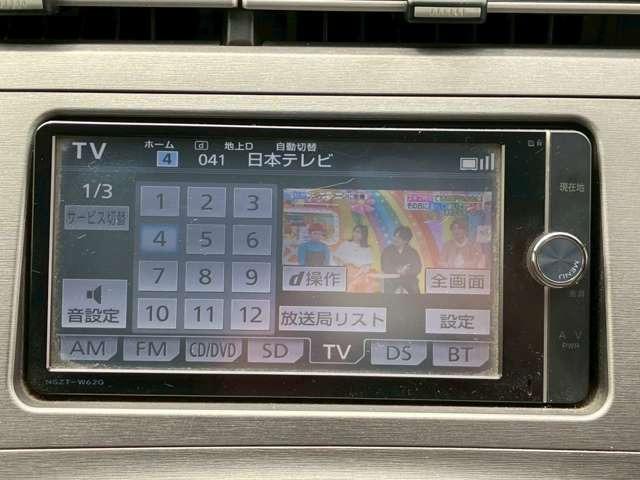 TV
ホーム 地上D 自動切替
4 041 日本テレビ
1/3
サービス切替
1 2 3
4 5 6
7 8 9
10 11 12
音設定
d操作
全画面
放送局リスト
設定
AM FM CD/DVD SD TV DS BT
NSZT-W62G
現在地
MENU
AV
PWR